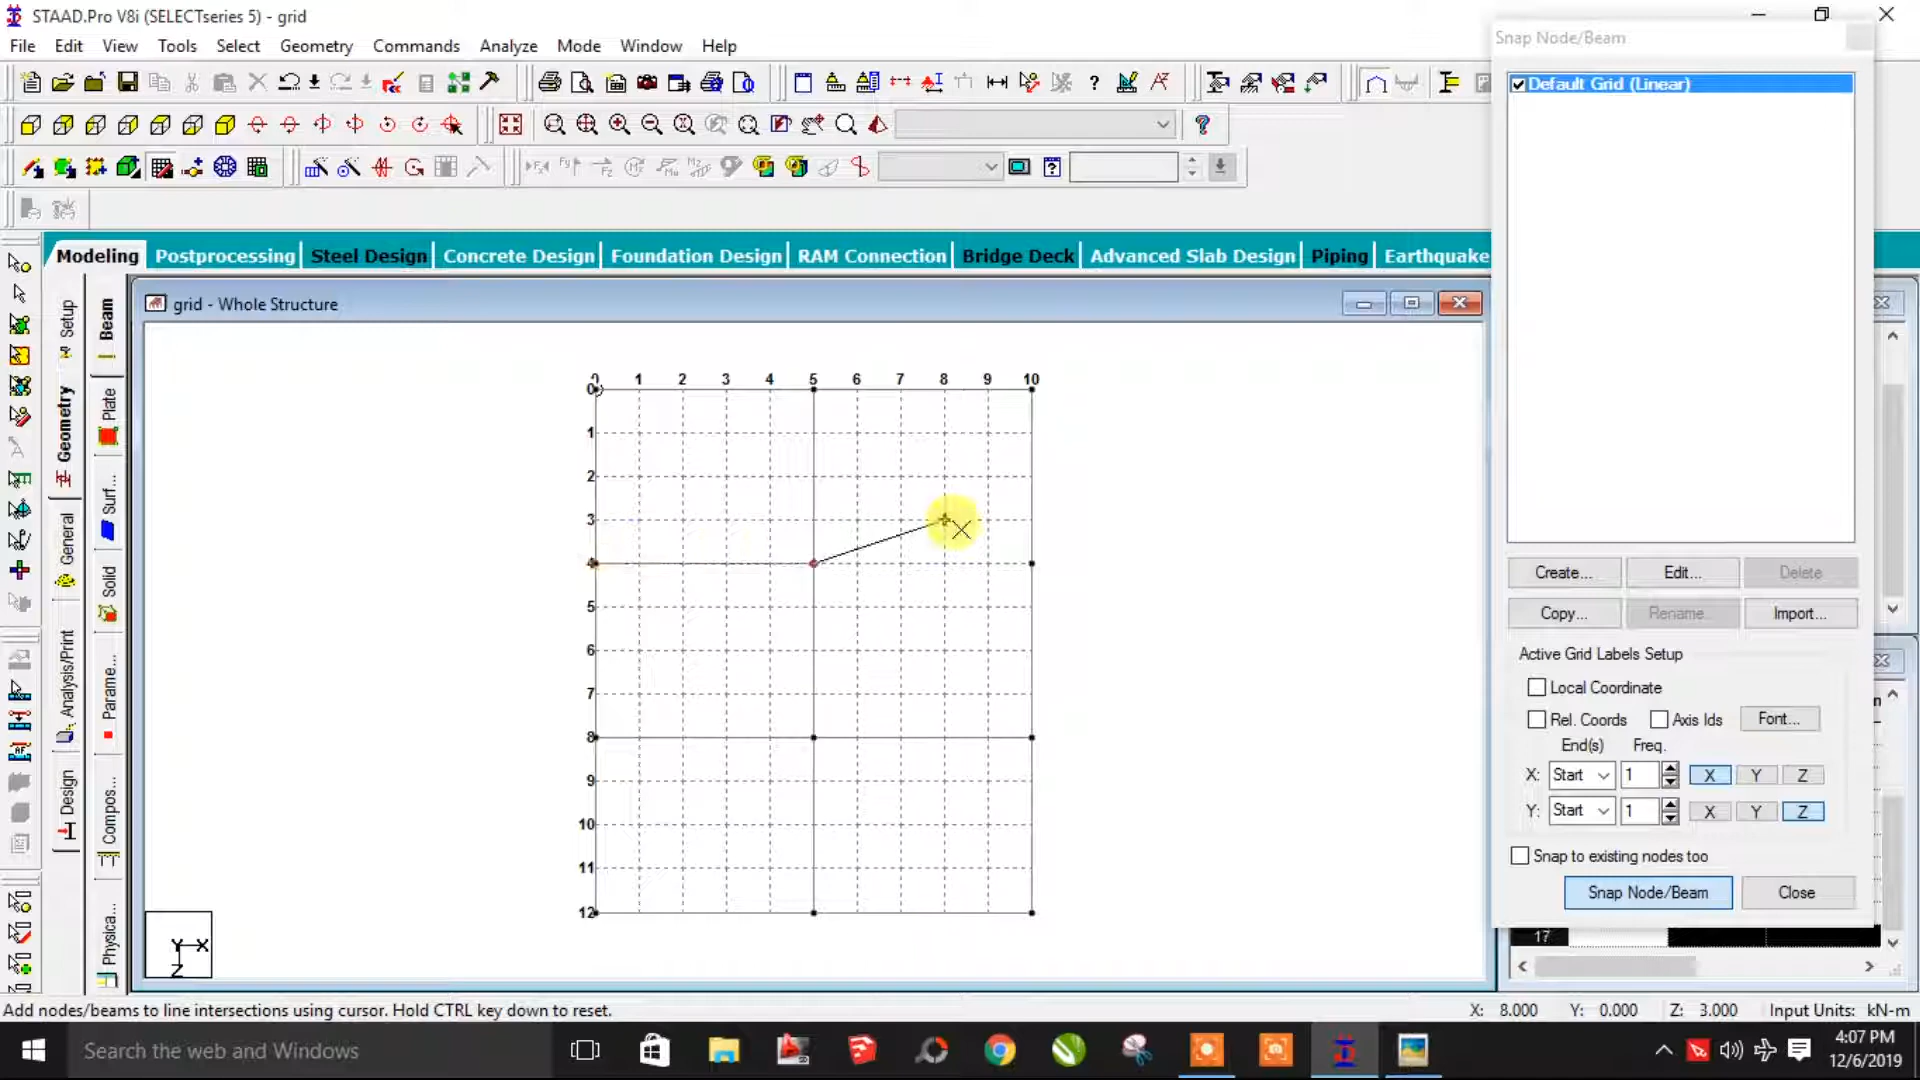 STAAD.Pro V8i (SELECTseries 5) - grid
File Edit View Tools Select Geometry Commands Analyze Mode Window Help
Snap Node/Beam
Default Grid (Linear)
Modeling Postprocessing Steel Design Concrete Design Foundation Design RAM Connection Bridge Deck Advanced Slab Design Piping Earthquake
grid - Whole Structure
Setup
Geometry
General
Analysis/Print
Design
Beam
Plate
Surf...
Solid
Parame...
Compos...
Physica...
0 1 2 3 4 5 6 7 8 9 10
0
1
2
3
4
5
6
7
8
9
10
11
12
Y X
Z
Create... Edit... Delete
Copy... Rename... Import...
Active Grid Labels Setup
Local Coordinate
Rel. Coords Axis Ids Font...
End(s) Freq.
X: Start 1 X Y Z
Y: Start 1 X Y Z
Snap to existing nodes too
Snap Node/Beam Close
17
Add nodes/beams to line intersections using cursor. Hold CTRL key down to reset.
X: 8.000 Y: 0.000 Z: 3.000 Input Units: kN-m
Search the web and Windows
4:07 PM
12/6/2019